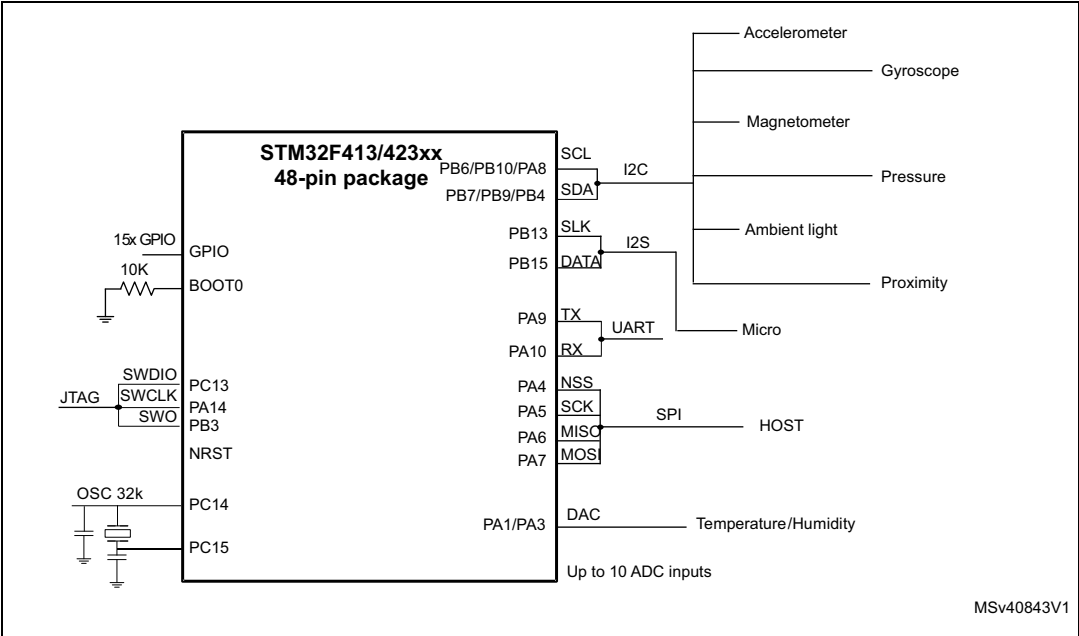 Accelerometer
Gyroscope
Magnetometer
Pressure
Ambient light
Proximity
STM32F413/423xx
48-pin package
PB6/PB10/PA8
SCL
I2C
PB7/PB9/PB4
SDA
PB13
SLK
I2S
PB15
DATA
Micro
15x GPIO
GPIO
10K
BOOT0
PA9
TX
UART
PA10
RX
JTAG
SWDIO
PC13
SWCLK
PA14
SWO
PB3
NRST
PA4
NSS
PA5
SCK
SPI
HOST
PA6
MISO
PA7
MOSI
OSC 32k
PC14
PC15
PA1/PA3
DAC
Temperature/Humidity
Up to 10 ADC inputs
MSv40843V1